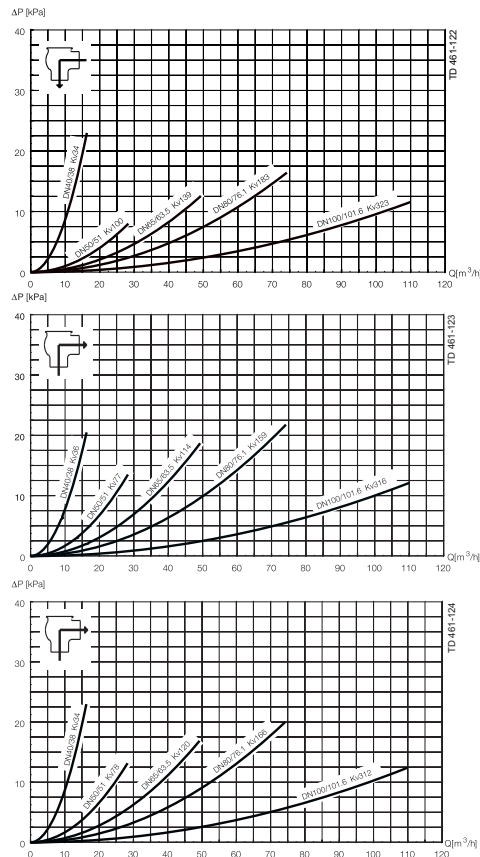 ΔP [kPa]
40
30
20
10
0
0 10 20 30 40 50 60 70 80 90 100 110 120
Q[m³/h]
DN40/38 Kv34
DN50/51 Kv100
DN65/63.5 Kv139
DN80/76.1 Kv183
DN100/101.6 Kv323
TD 461-122
ΔP [kPa]
40
30
20
10
0
0 10 20 30 40 50 60 70 80 90 100 110 120
Q[m³/h]
DN40/38 Kv36
DN50/51 Kv77
DN65/63.5 Kv114
DN80/76.1 Kv159
DN100/101.6 Kv316
TD 461-123
ΔP [kPa]
40
30
20
10
0
0 10 20 30 40 50 60 70 80 90 100 110 120
Q[m³/h]
DN40/38 Kv34
DN50/51 Kv78
DN65/63.5 Kv120
DN80/76.1 Kv166
DN100/101.6 Kv312
TD 461-124